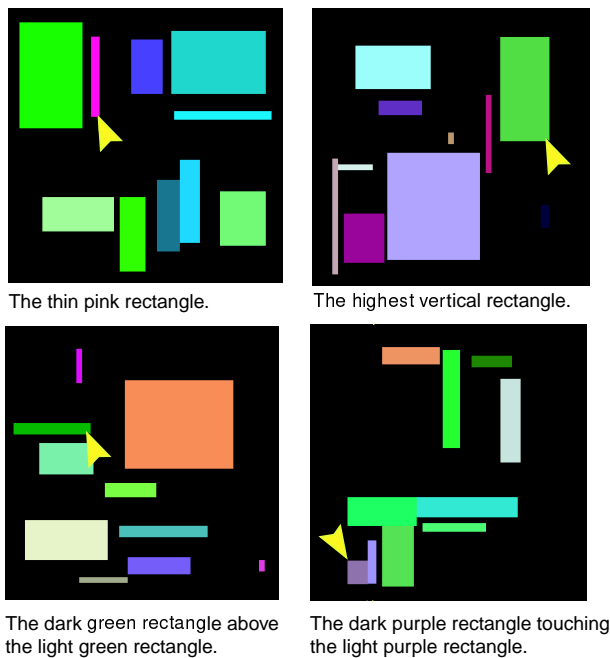 The thin pink rectangle.
The highest vertical rectangle.
The dark green rectangle above
the light green rectangle.
The dark purple rectangle touching
the light purple rectangle.